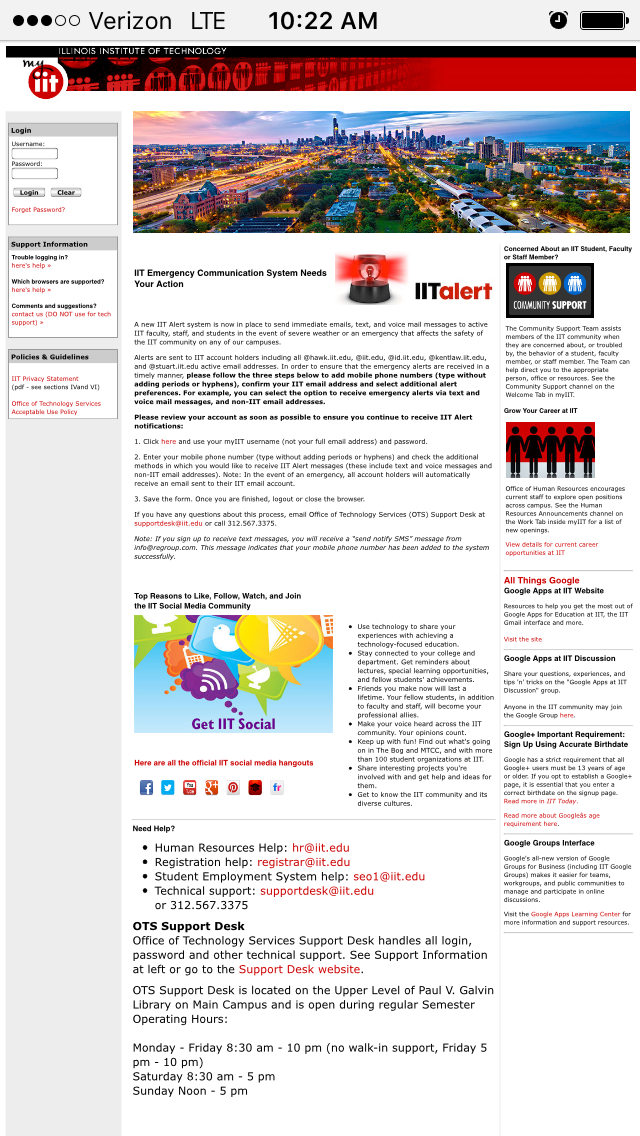 Verizon LTE 10:22 AM
ILLINOIS INSTITUTE OF TECHNOLOGY
my
iit
Login
Username:
Password:
Login Clear
Forget Password?
Support Information
Trouble logging in?
here's help »
Which browsers are supported?
here's help »
Comments and suggestions?
contact us (DO NOT use for tech
support) »
Policies & Guidelines
IIT Privacy Statement
(pdf - see sections IVand VI)
Office of Technology Services
Acceptable Use Policy
IIT Emergency Communication System Needs
Your Action
IITalert
A new IIT Alert system is now in place to send immediate emails, text, and voice mail messages to active
IIT faculty, staff, and students in the event of severe weather or an emergency that affects the safety of
the IIT community on any of our campuses.
Alerts are sent to IIT account holders including all @hawk.iit.edu, @iit.edu, @id.iit.edu, @kentlaw.iit.edu,
and @stuart.iit.edu active email addresses. In order to ensure that the emergency alerts are received in a
timely manner, please follow the three steps below to add mobile phone numbers (type without
adding periods or hyphens), confirm your IIT email address and select additional alert
preferences. For example, you can select the option to receive emergency alerts via text and
voice mail messages, and non-IIT email addresses.
Please review your account as soon as possible to ensure you continue to receive IIT Alert
notifications:
1. Click here and use your myIIT username (not your full email address) and password.
2. Enter your mobile phone number (type without adding periods or hyphens) and check the additional
methods in which you would like to receive IIT Alert messages (these include text and voice messages and
non-IIT email addresses). Note: In the event of an emergency, all account holders will automatically
receive an email sent to their IIT email account.
3. Save the form. Once you are finished, logout or close the browser.
If you have any questions about this process, email Office of Technology Services (OTS) Support Desk at
supportdesk@iit.edu or call 312.567.3375.
Note: If you sign up to receive text messages, you will receive a "send notify SMS" message from
info@regroup.com. This message indicates that your mobile phone number has been added to the system
successfully.
Top Reasons to Like, Follow, Watch, and Join
the IIT Social Media Community
Get IIT Social
Here are all the official IIT social media hangouts
You
Tube
• Use technology to share your
experiences with achieving a
technology-focused education.
• Stay connected to your college and
department. Get reminders about
lectures, special learning opportunities,
and fellow students' achievements.
• Friends you make now will last a
lifetime. Your fellow students, in addition
to faculty and staff, will become your
professional allies.
• Make your voice heard across the IIT
community. Your opinions count.
• Keep up with fun! Find out what's going
on in The Bog and MTCC, and with more
than 100 student organizations at IIT.
• Share interesting projects you're
involved with and get help and ideas for
them.
• Get to know the IIT community and its
diverse cultures.
Need Help?
• Human Resources Help: hr@iit.edu
• Registration help: registrar@iit.edu
• Student Employment System help: seo1@iit.edu
• Technical support: supportdesk@iit.edu
or 312.567.3375
OTS Support Desk
Office of Technology Services Support Desk handles all login,
password and other technical support. See Support Information
at left or go to the Support Desk website.
OTS Support Desk is located on the Upper Level of Paul V. Galvin
Library on Main Campus and is open during regular Semester
Operating Hours:
Monday - Friday 8:30 am - 10 pm (no walk-in support, Friday 5
pm - 10 pm)
Saturday 8:30 am - 5 pm
Sunday Noon - 5 pm
Concerned About an IIT Student, Faculty
or Staff Member?
COMMUNITY SUPPORT
The Community Support Team assists
members of the IIT community when
they are concerned about, or troubled
by, the behavior of a student, faculty
member, or staff member. The Team can
help direct you to the appropriate
person, office or resources. See the
Community Support channel on the
Welcome Tab in myIIT.
Grow Your Career at IIT
Office of Human Resources encourages
current staff to explore open positions
across campus. See the Human
Resources Announcements channel on
the Work Tab inside myIIT for a list of
new openings.
View details for current career
opportunities at IIT
All Things Google
Google Apps at IIT Website
Resources to help you get the most out of
Google Apps for Education at IIT, the IIT
Gmail interface and more.
Visit the site
Google Apps at IIT Discussion
Share your questions, experiences, and
tips 'n' tricks on the "Google Apps at IIT
Discussion" group.
Anyone in the IIT community may join
the Google Group here.
Google+ Important Requirement:
Sign Up Using Accurate Birthdate
Google has a strict requirement that all
Google+ users must be 13 years of age
or older. If you opt to establish a Google+
page, it is essential that you enter a
correct birthdate on the signup page.
Read more in IIT Today.
Read more about Googleâs age
requirement here.
Google Groups Interface
Google's all-new version of Google
Groups for Business (including IIT Google
Groups) makes it easier for teams,
workgroups, and public communities to
manage and participate in online
discussions.
Visit the Google Apps Learning Center for
more information and support resources.